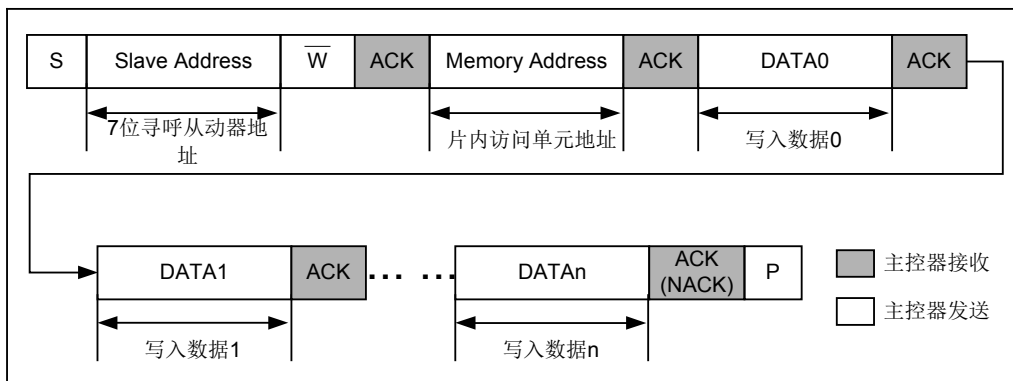 S Slave Address W̅ ACK Memory Address ACK DATA0 ACK
7位寻呼从动器地
址
片内访问单元地址
写入数据0
DATA1 ACK ... ... DATAn ACK
(NACK) P
主控器接收
主控器发送
写入数据1
写入数据n